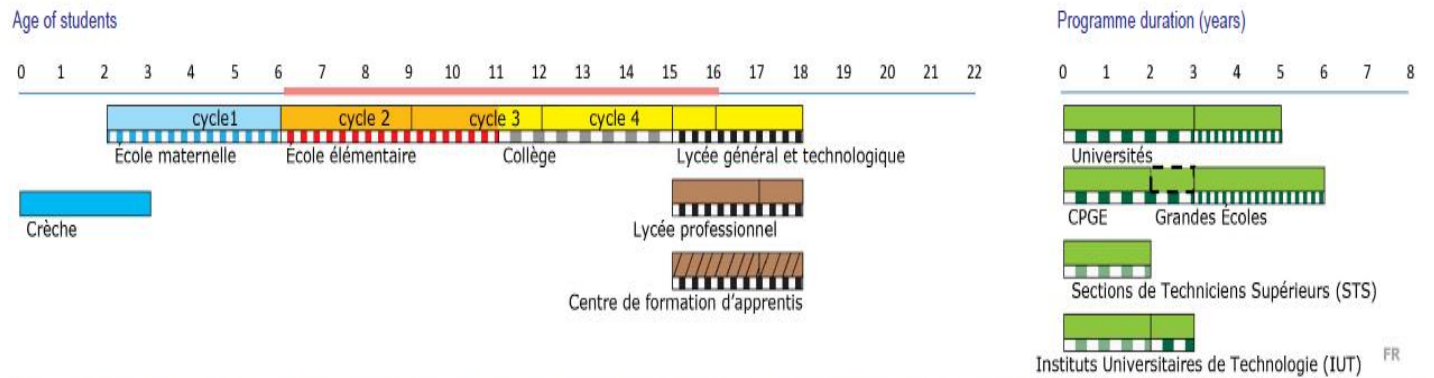 Age of students
Programme duration (years)
0 1 2 3 4 5 6 7 8 9 10 11 12 13 14 15 16 17 18 19 20 21 22
0 1 2 3 4 5 6 7 8
cycle1 cycle 2 cycle 3 cycle 4
École maternelle École élémentaire Collège Lycée général et technologique
Universités
Crèche
Lycée professionnel
CPGE Grandes Écoles
Centre de formation d'apprentis
Sections de Techniciens Supérieurs (STS)
Instituts Universitaires de Technologie (IUT)
FR